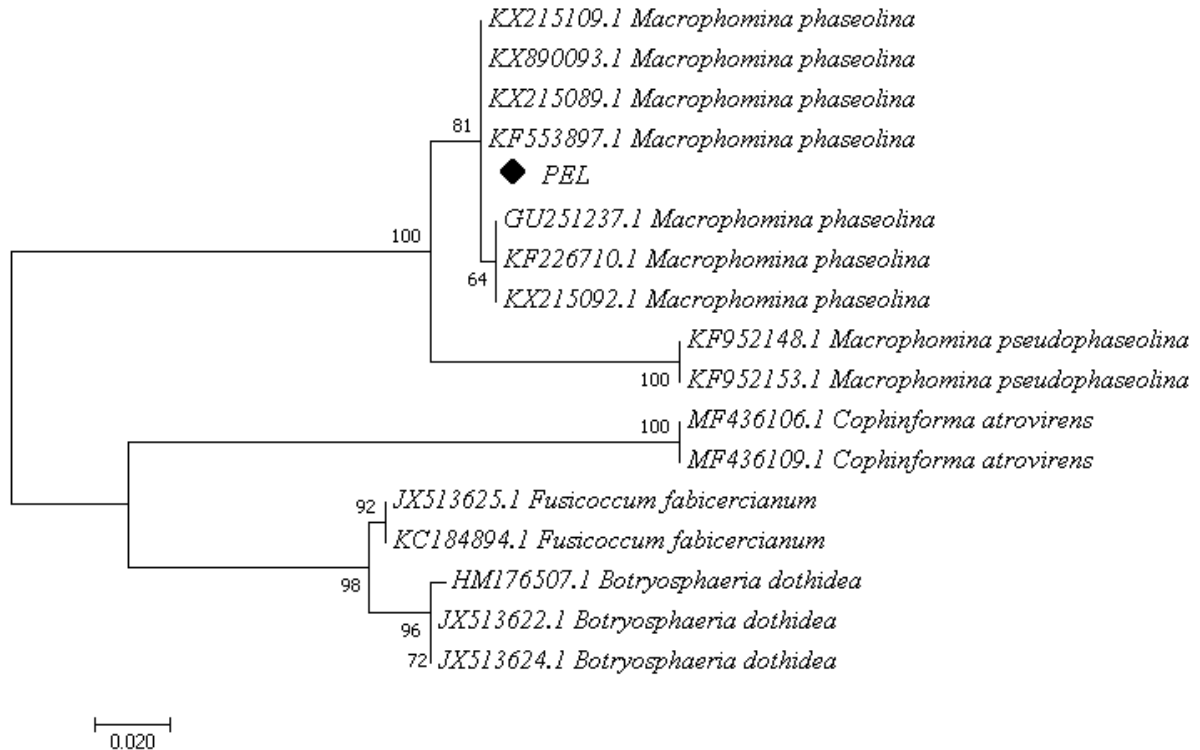 KX215109.1 Macrophomina phaseolina
KX890093.1 Macrophomina phaseolina
KX215089.1 Macrophomina phaseolina
81
KF553897.1 Macrophomina phaseolina
PEL
GU251237.1 Macrophomina phaseolina
100
KF226710.1 Macrophomina phaseolina
64
KX215092.1 Macrophomina phaseolina
KF952148.1 Macrophomina pseudophaseolina
100
KF952153.1 Macrophomina pseudophaseolina
100
MF436106.1 Cophinforma atrovirens
MF436109.1 Cophinforma atrovirens
92
JX513625.1 Fusicoccum fabicercianum
KC184894.1 Fusicoccum fabicercianum
98
HM176507.1 Botryosphaeria dothidea
96
JX513622.1 Botryosphaeria dothidea
72
JX513624.1 Botryosphaeria dothidea
0.020